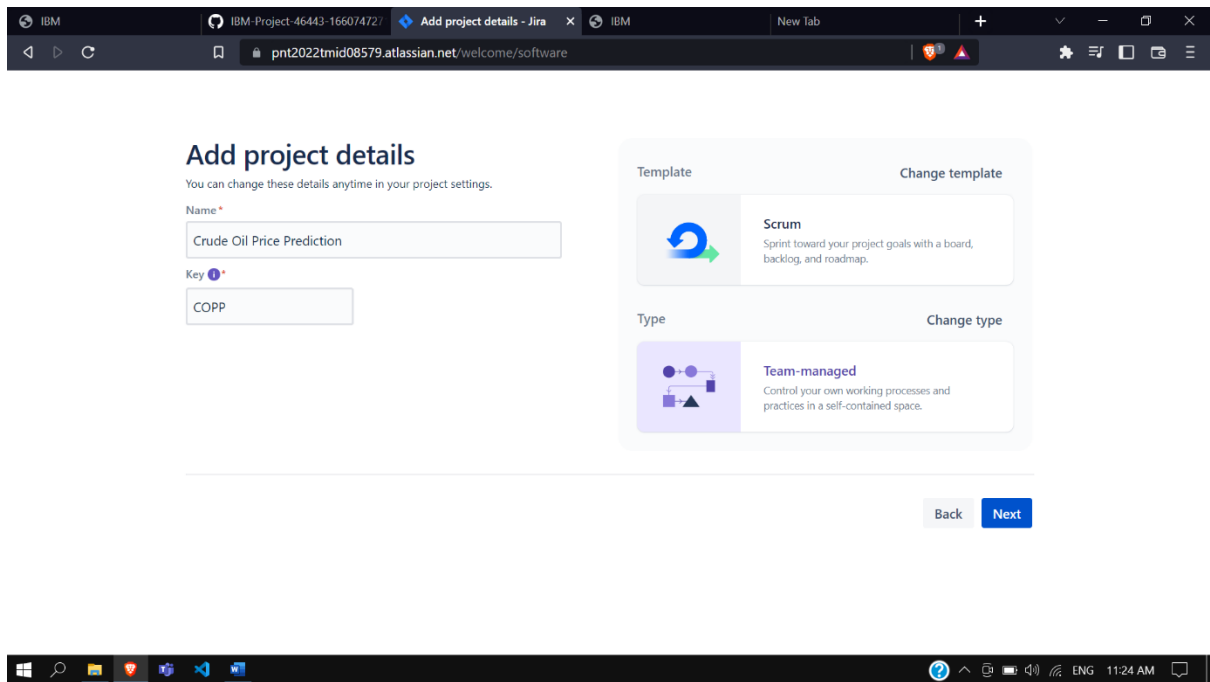 IBM
IBM-Project-46443-166074727
Add project details - Jira
IBM
New Tab
pnt2022tmid08579.atlassian.net/welcome/software
1
Add project details
You can change these details anytime in your project settings.
Name*
Crude Oil Price Prediction
Key i*
COPP
Template
Change template
Scrum
Sprint toward your project goals with a board,
backlog, and roadmap.
Type
Change type
Team-managed
Control your own working processes and
practices in a self-contained space.
Back
Next
ENG
11:24 AM